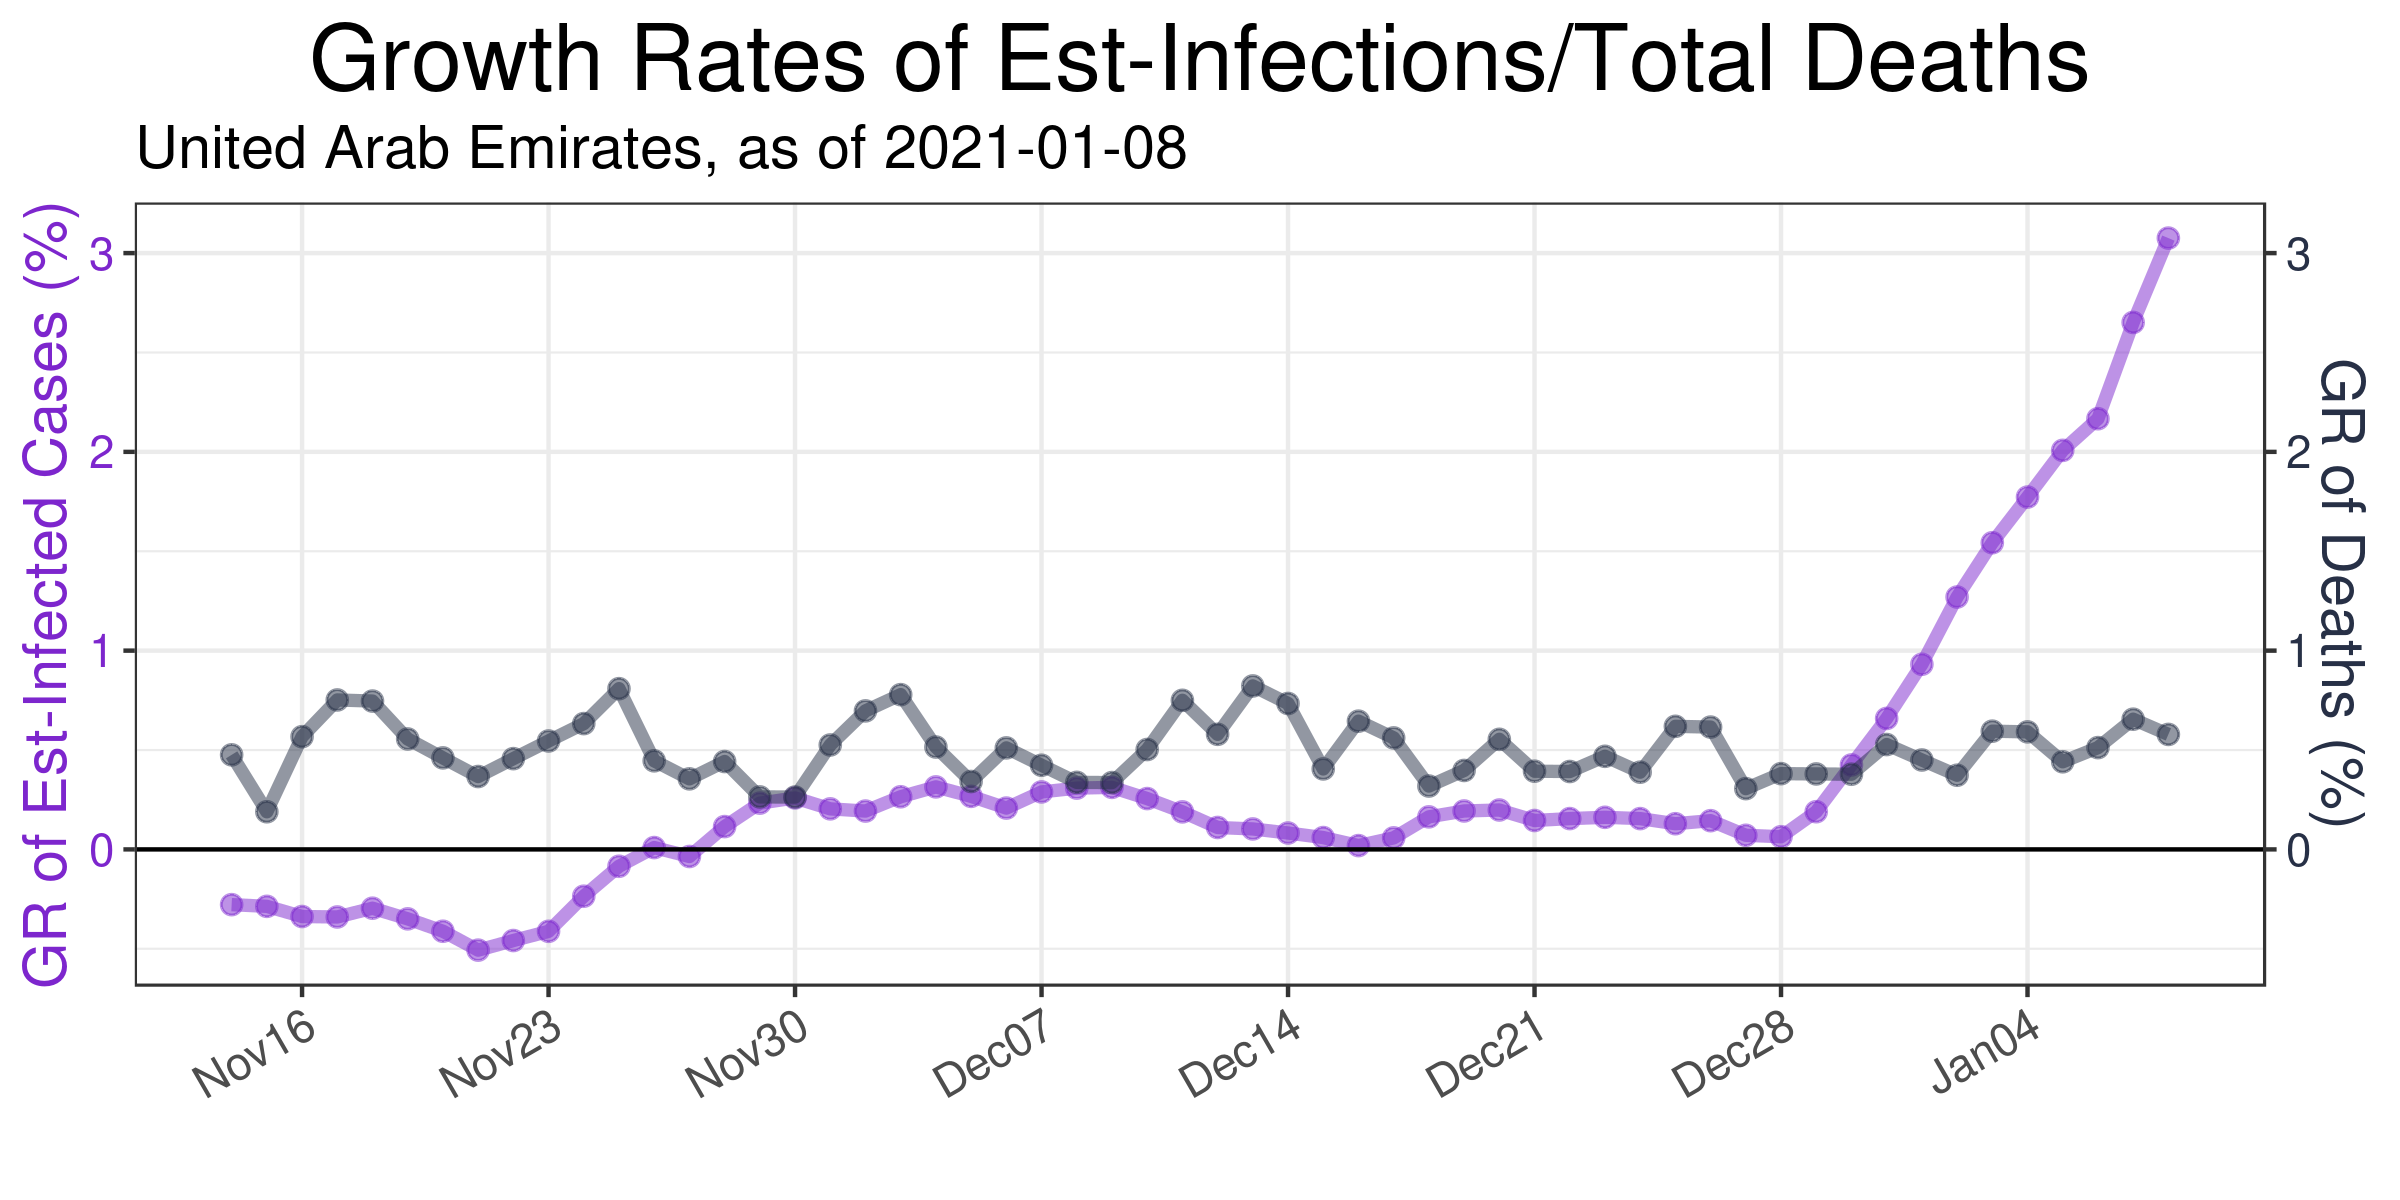 Growth Rates of Est-Infections/Total Deaths
United Arab Emirates, as of 2021-01-08
GR of Est-Infected Cases (%)
3
2
1
0
3
2
1
0
GR of Deaths (%)
Nov16
Nov23
Nov30
Dec07
Dec14
Dec21
Dec28
Jan04